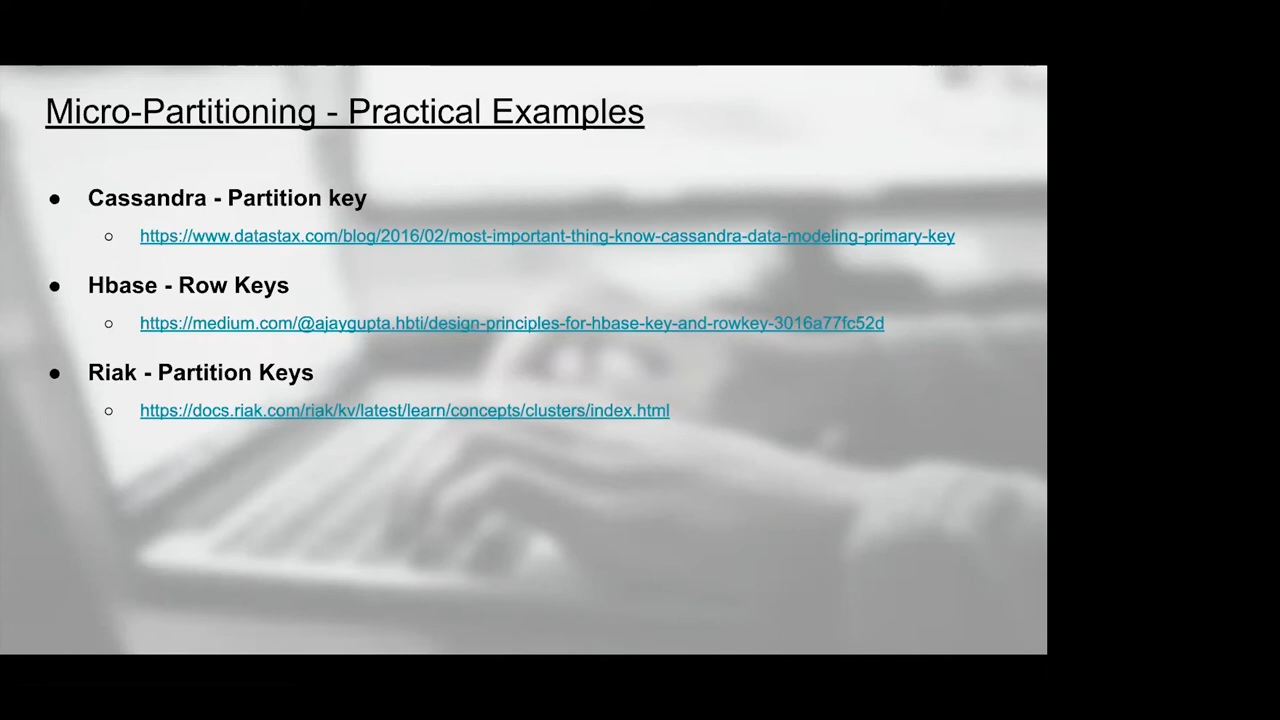 Micro-Partitioning - Practical Examples
● Cassandra - Partition key
○ https://www.datastax.com/blog/2016/02/most-important-thing-know-cassandra-data-modeling-primary-key
● Hbase - Row Keys
○ https://medium.com/@ajaygupta.hbti/design-principles-for-hbase-key-and-rowkey-3016a77fc52d
● Riak - Partition Keys
○ https://docs.riak.com/riak/kv/latest/learn/concepts/clusters/index.html